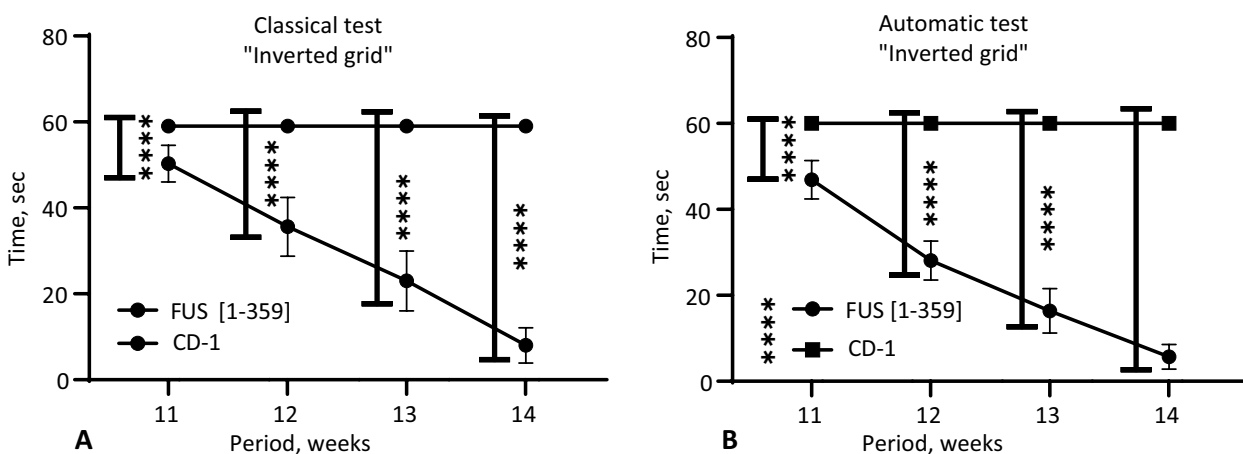 Classical test
"Inverted grid"
80
60
40
20
0
Time, sec
****
****
****
****
FUS [1-359]
CD-1
11
12
13
14
A
Period, weeks
Automatic test
"Inverted grid"
80
60
40
20
0
Time, sec
****
****
****
****
FUS [1-359]
CD-1
11
12
13
14
B
Period, weeks